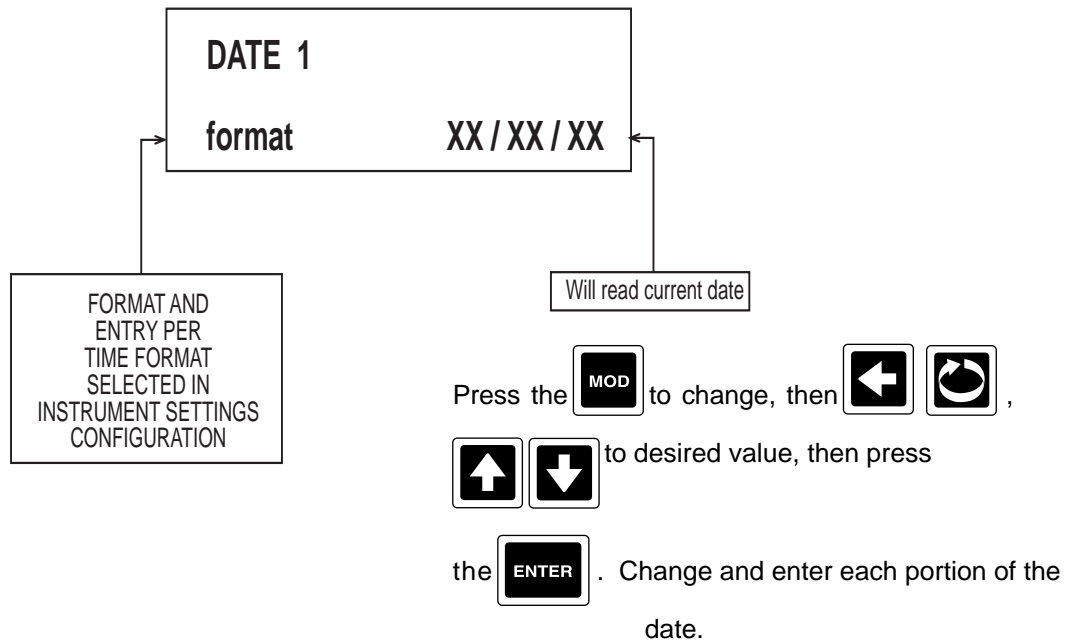 DATE 1
format XX / XX / XX
FORMAT AND
ENTRY PER
TIME FORMAT
SELECTED IN
INSTRUMENT SETTINGS
CONFIGURATION
Will read current date
Press the MOD to change, then ,
to desired value, then press
the ENTER . Change and enter each portion of the
date.